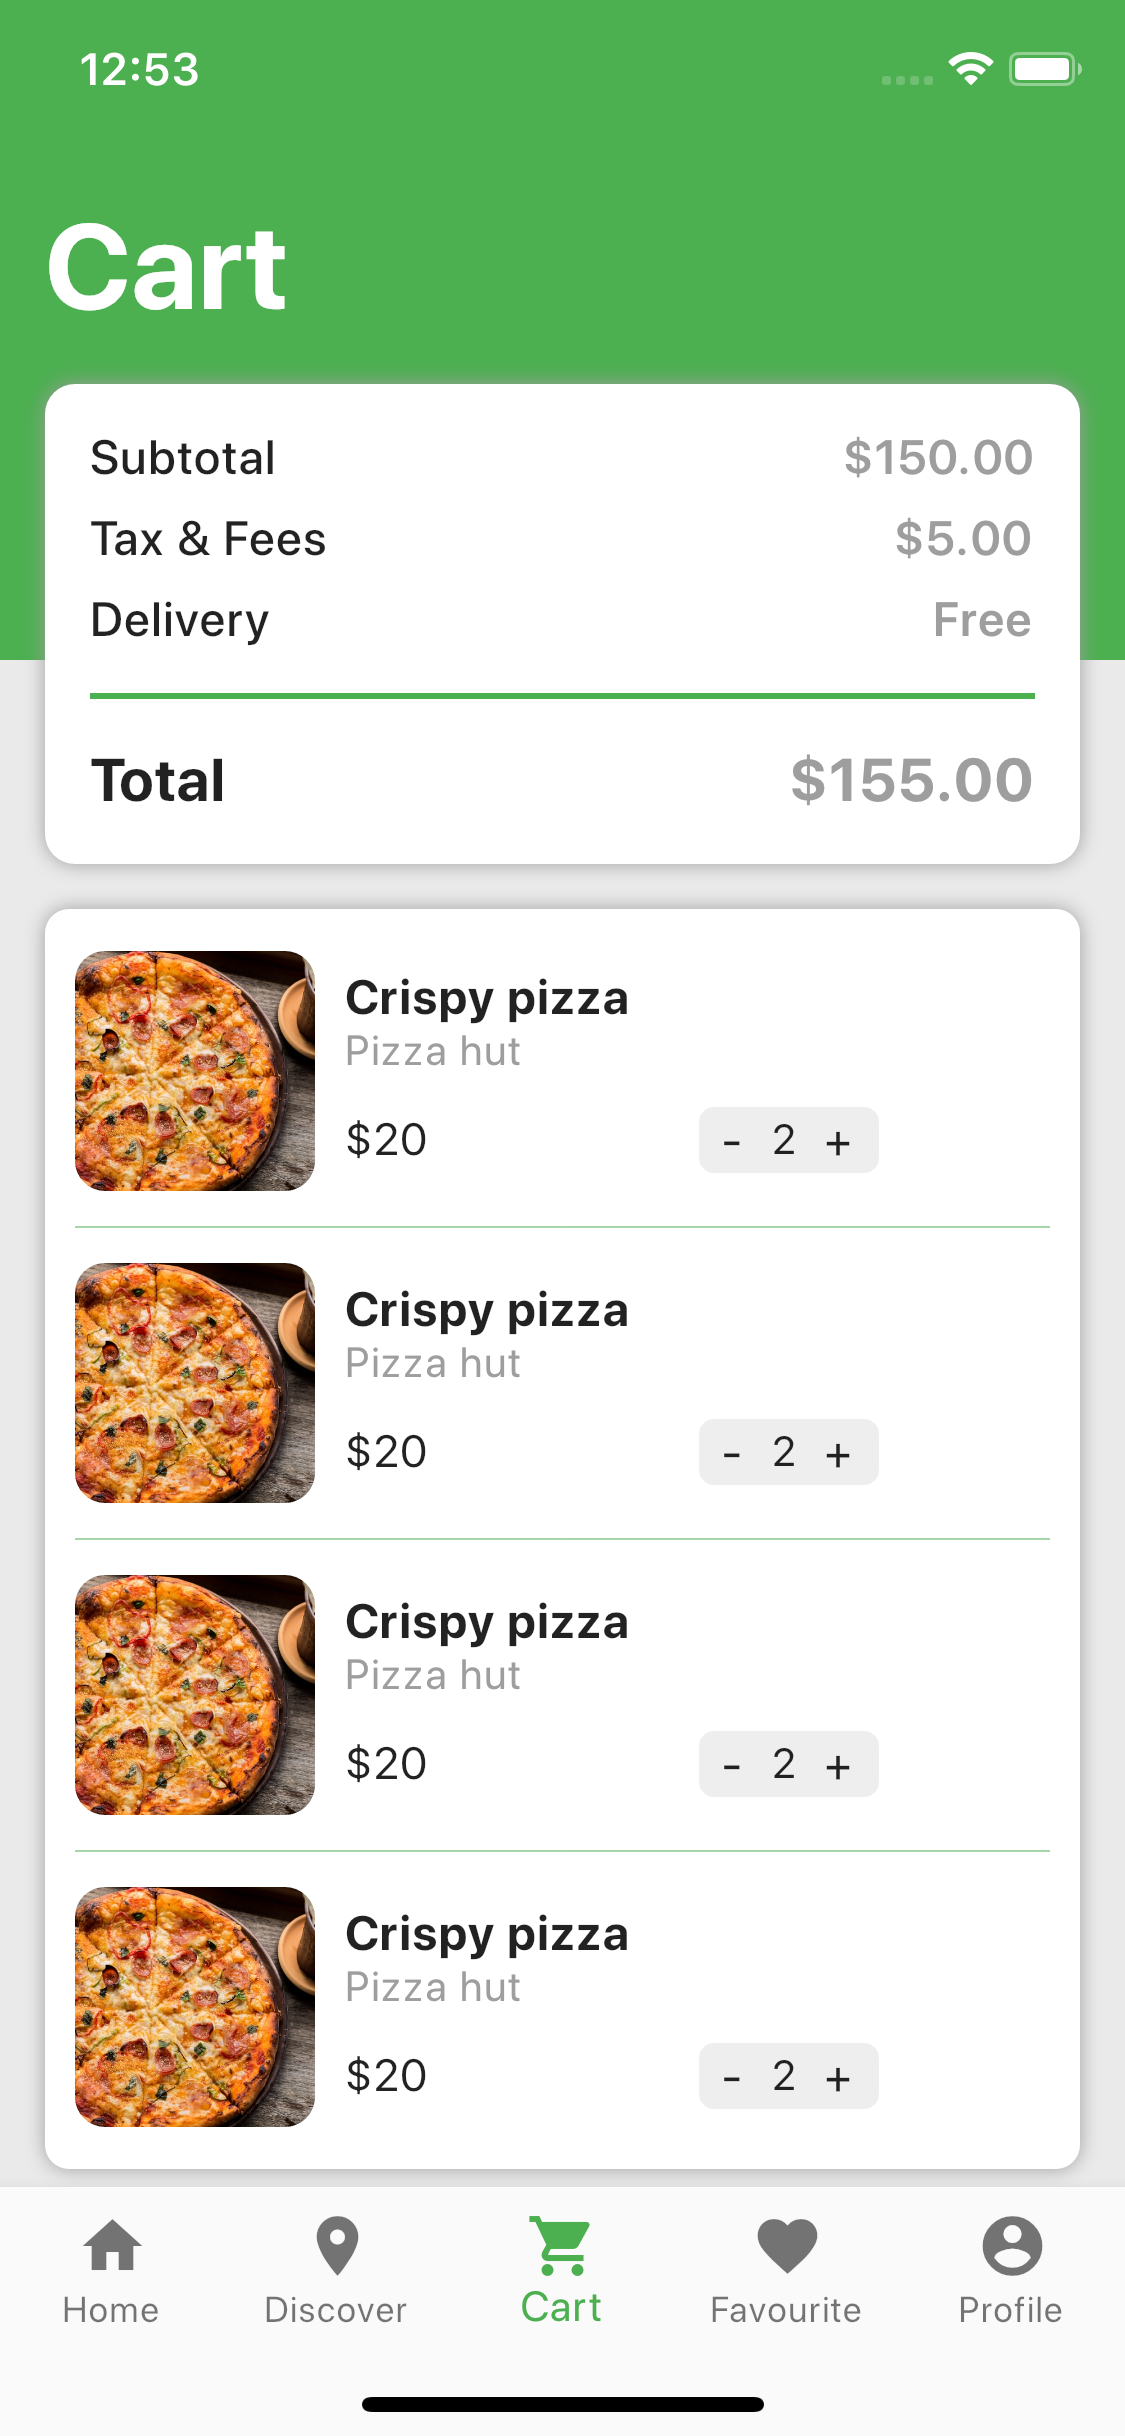 12:53
Cart
Subtotal $150.00
Tax & Fees $5.00
Delivery Free
Total $155.00
Crispy pizza
Pizza hut
$20 - 2 +
Crispy pizza
Pizza hut
$20 - 2 +
Crispy pizza
Pizza hut
$20 - 2 +
Crispy pizza
Pizza hut
$20 - 2 +
Home Discover Cart Favourite Profile